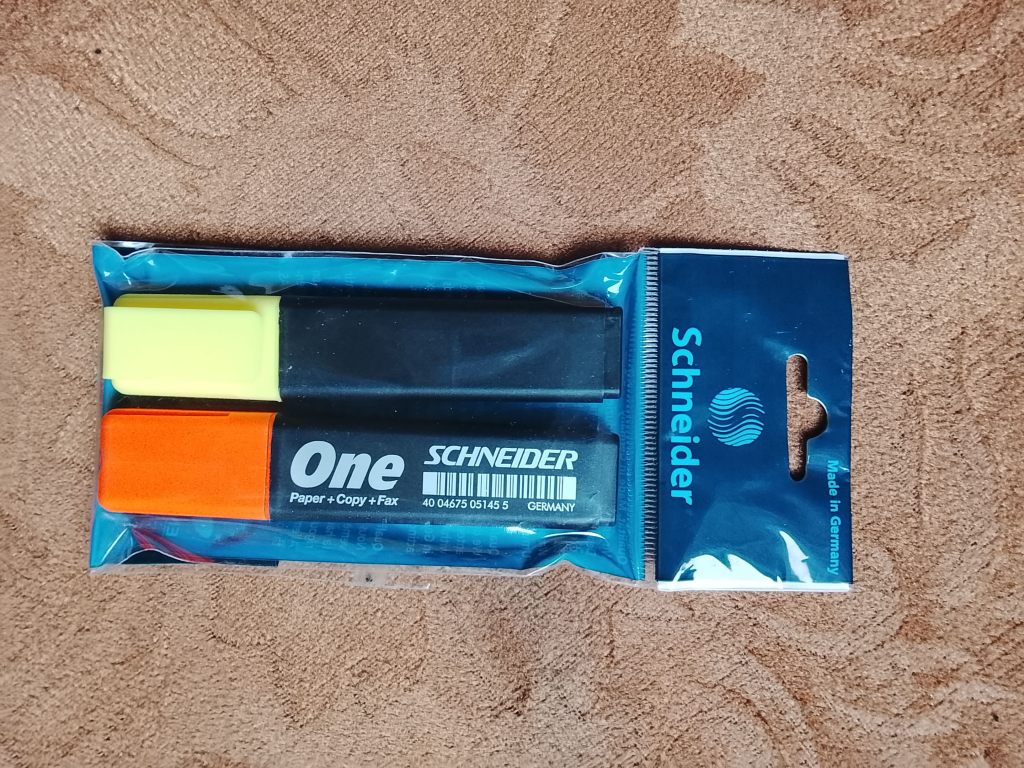 One
Paper + Copy + Fax
SCHNEIDER
40 04675 05145 5
GERMANY
Schneider
Made in Germany